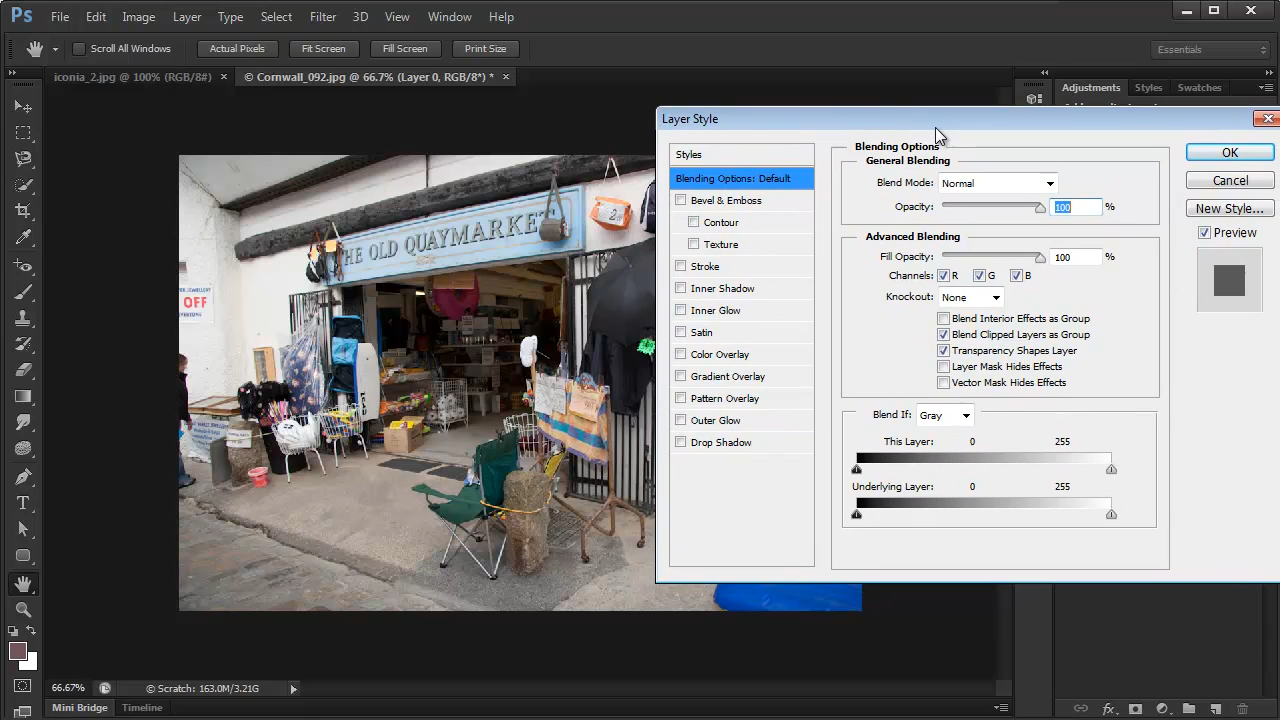 Ps File Edit Image Layer Type Select Filter 3D View Window Help
Scroll All Windows Actual Pixels Fit Screen Fill Screen Print Size Essentials
iconia_2.jpg @ 100% (RGB/8#) × © Cornwall_092.jpg @ 66.7% (Layer 0, RGB/8*) * ×
Adjustments Styles Swatches
Layer Style
Styles
Blending Options: Default
Bevel & Emboss
Contour
Texture
Stroke
Inner Shadow
Inner Glow
Satin
Color Overlay
Gradient Overlay
Pattern Overlay
Outer Glow
Drop Shadow
Blending Options
General Blending
Blend Mode: Normal
Opacity: 100 %
Advanced Blending
Fill Opacity: 100 %
Channels: R G B
Knockout: None
Blend Interior Effects as Group
Blend Clipped Layers as Group
Transparency Shapes Layer
Layer Mask Hides Effects
Vector Mask Hides Effects
Blend If: Gray
This Layer: 0 255
Underlying Layer: 0 255
OK
Cancel
New Style...
Preview
THE OLD QUAYMARKET
OFF
66.67% © Scratch: 163.0M/3.21G
Mini Bridge Timeline